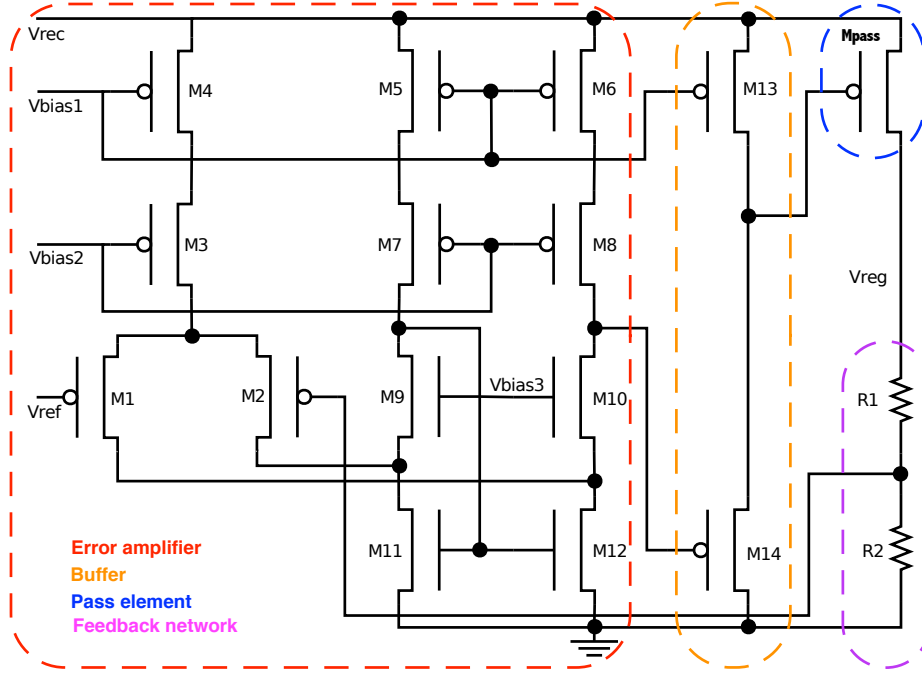 Vrec
Mpass
M4
M5
M6
M13
Vbias1
M3
M7
M8
Vbias2
Vreg
M1
M2
M9
Vbias3
M10
R1
Vref
M11
M12
M14
R2
Error amplifier
Buffer
Pass element
Feedback network